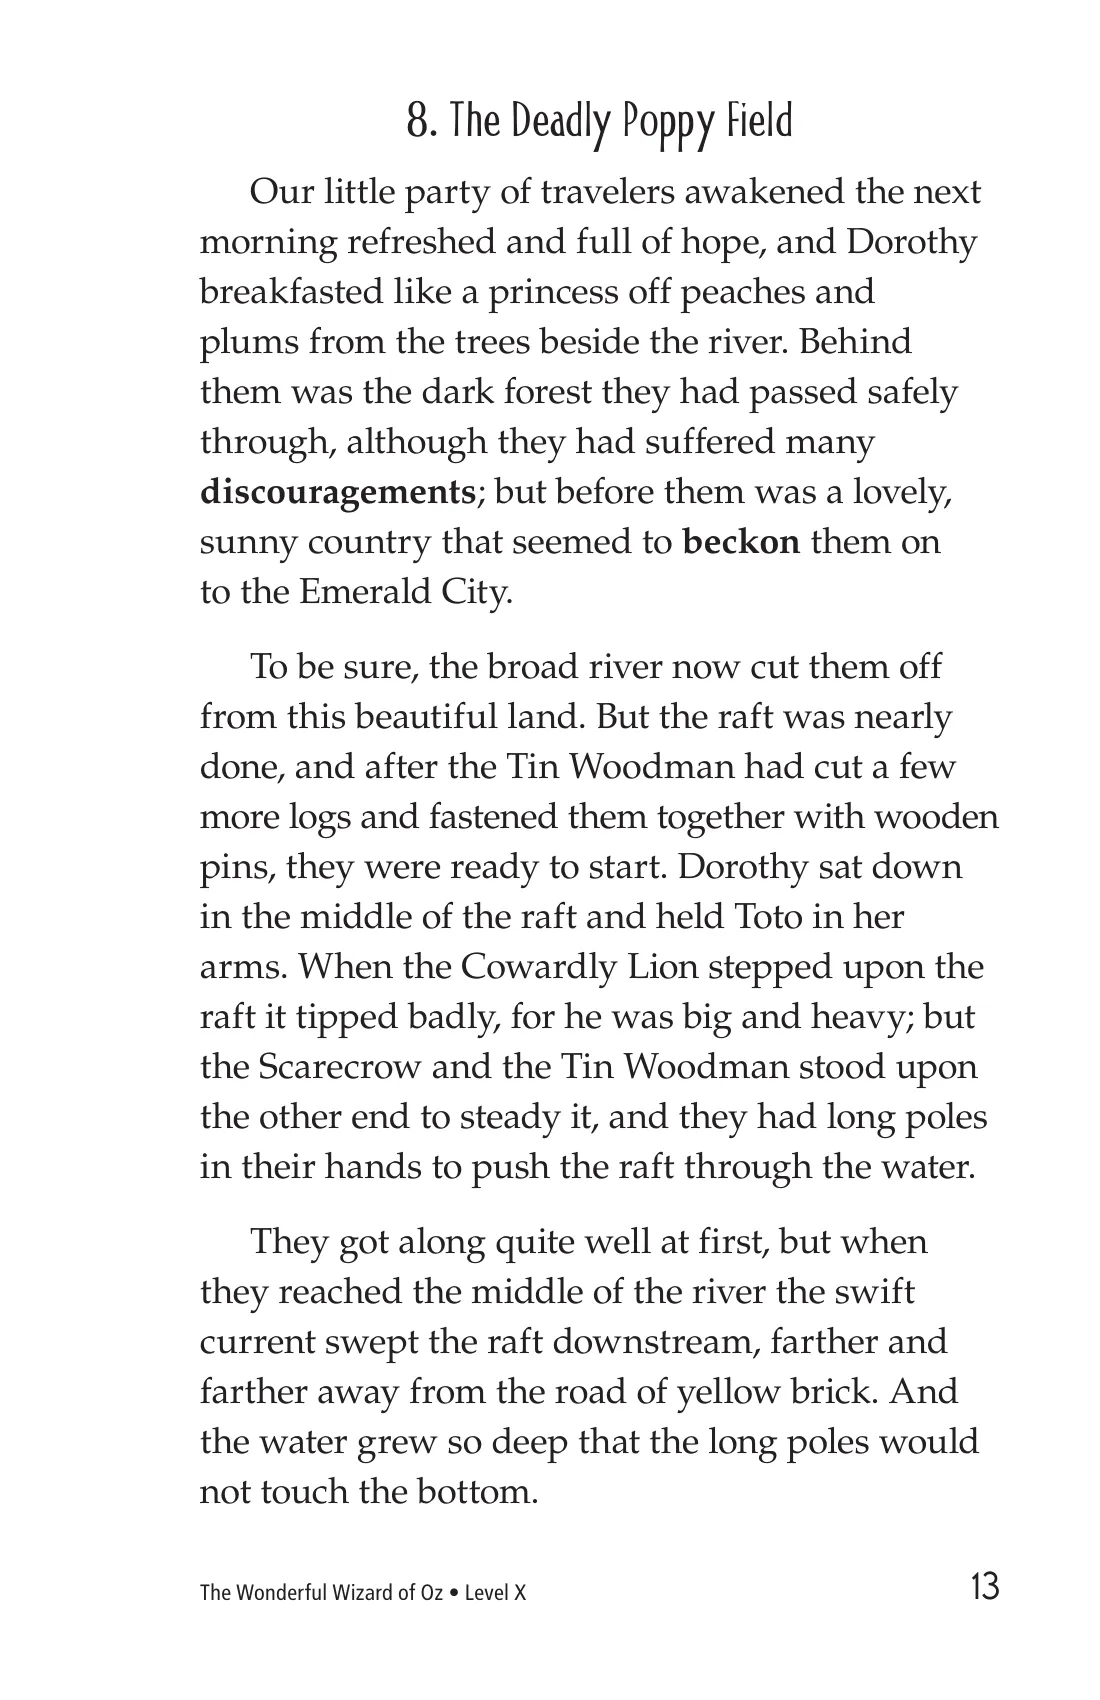 8. The Deadly Poppy Field
Our little party of travelers awakened the next
morning refreshed and full of hope, and Dorothy
breakfasted like a princess off peaches and
plums from the trees beside the river. Behind
them was the dark forest they had passed safely
through, although they had suffered many
discouragements; but before them was a lovely,
sunny country that seemed to beckon them on
to the Emerald City.
To be sure, the broad river now cut them off
from this beautiful land. But the raft was nearly
done, and after the Tin Woodman had cut a few
more logs and fastened them together with wooden
pins, they were ready to start. Dorothy sat down
in the middle of the raft and held Toto in her
arms. When the Cowardly Lion stepped upon the
raft it tipped badly, for he was big and heavy; but
the Scarecrow and the Tin Woodman stood upon
the other end to steady it, and they had long poles
in their hands to push the raft through the water.
They got along quite well at first, but when
they reached the middle of the river the swift
current swept the raft downstream, farther and
farther away from the road of yellow brick. And
the water grew so deep that the long poles would
not touch the bottom.
The Wonderful Wizard of Oz • Level X
13